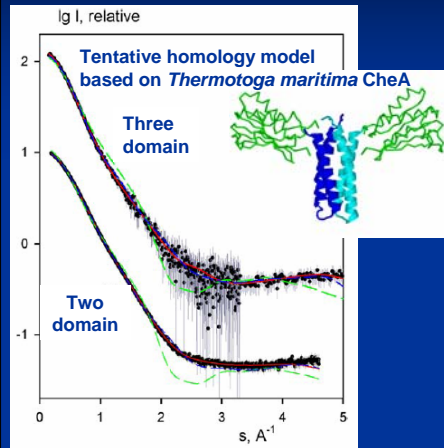 lg I, relative
Tentative homology model
based on Thermotoga maritima CheA
Three
domain
Two
domain
2
1
0
-1
0
1
2
3
4
5
s, A⁻¹